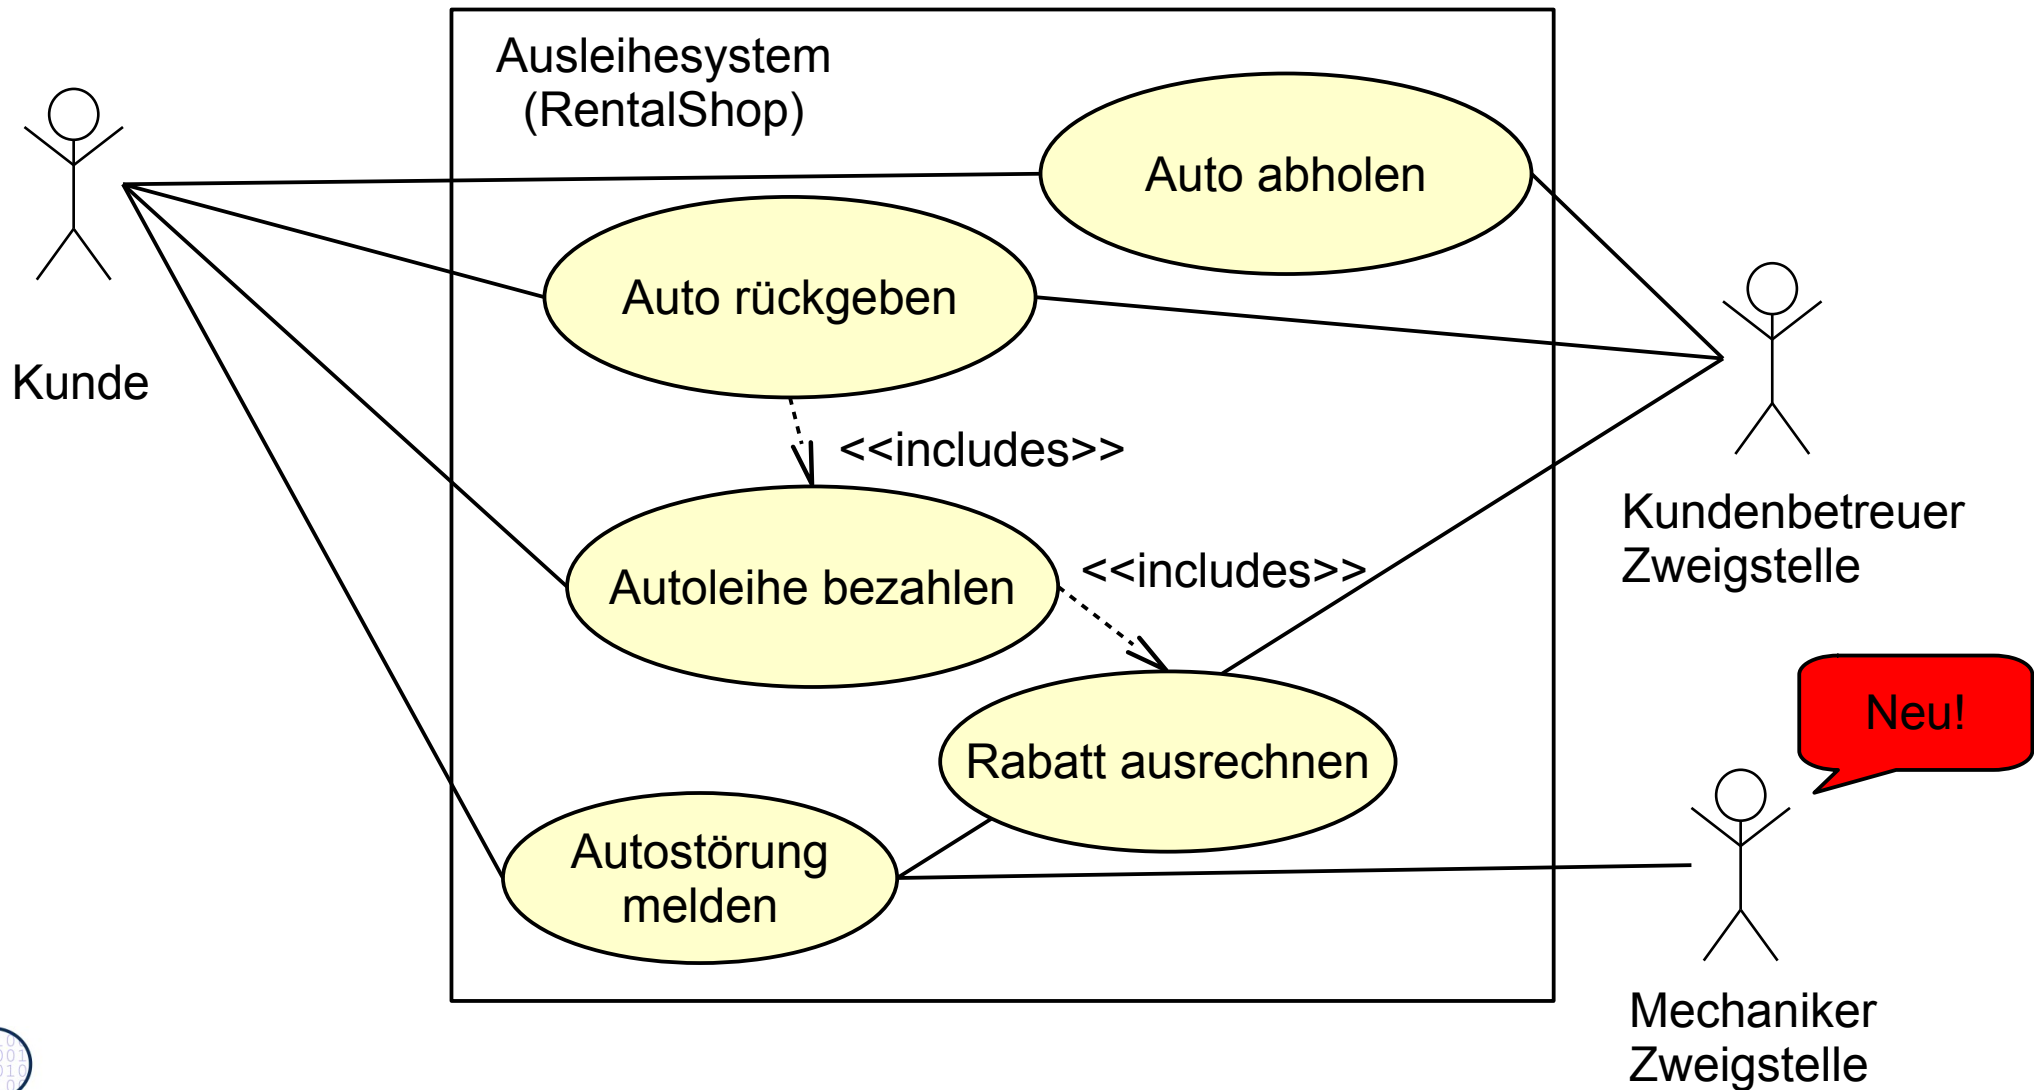 Ausleihesystem
(RentalShop)
Auto abholen
Auto rückgeben
Kunde
<<includes>>
Kundenbetreuer
Zweigstelle
Autoleihe bezahlen
<<includes>>
Neu!
Rabatt ausrechnen
Autostörung
melden
Mechaniker
Zweigstelle